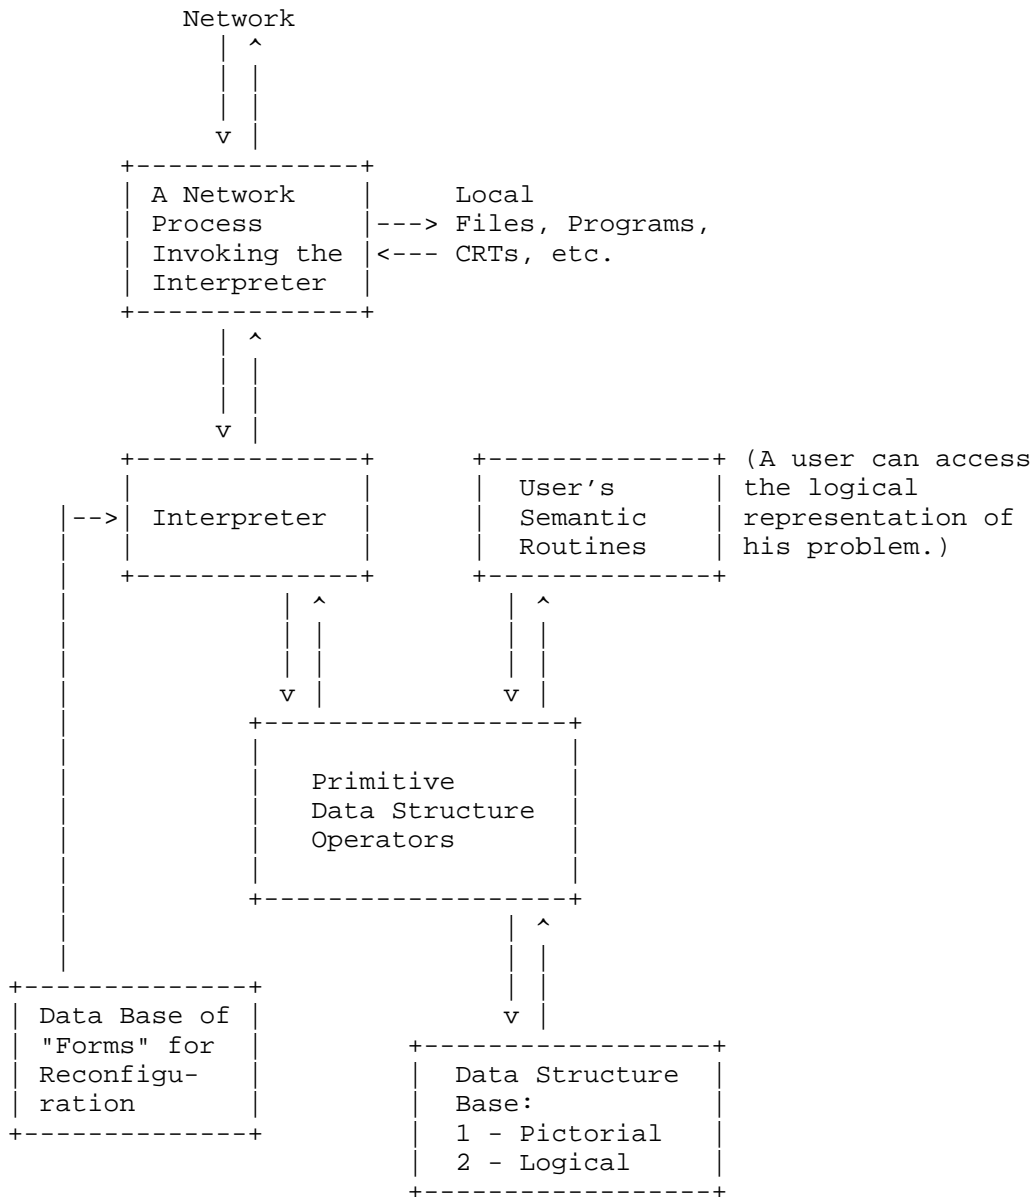 Network
A Network
Process
Invoking the
Interpreter
Local
Files, Programs,
CRTs, etc.
Interpreter
User's
Semantic
Routines
(A user can access
the logical
representation of
his problem.)
Primitive
Data Structure
Operators
Data Base of
"Forms" for
Reconfigu-
ration
Data Structure
Base:
1 - Pictorial
2 - Logical